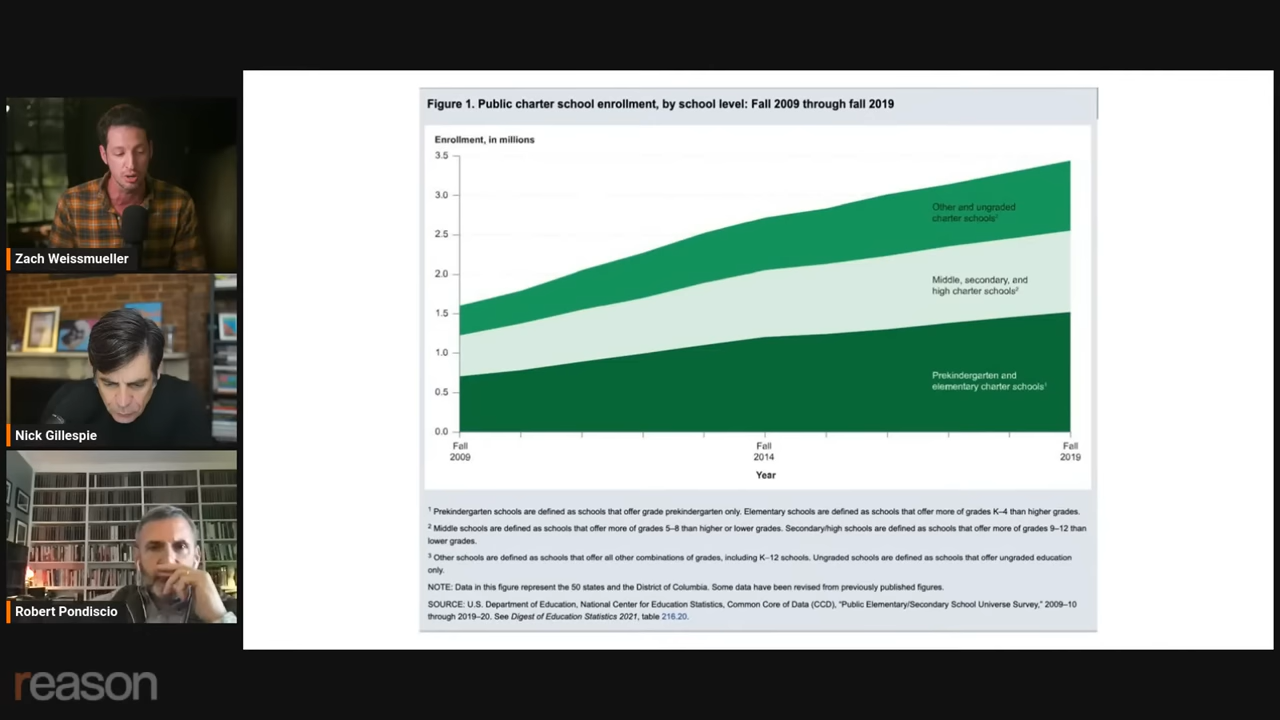 Zach Weissmueller
Nick Gillespie
Robert Pondiscio
reason
Figure 1. Public charter school enrollment, by school level: Fall 2009 through fall 2019
Enrollment, in millions
3.5
3.0
2.5
2.0
1.5
1.0
0.5
0.0
Other and ungraded
charter schools¹
Middle, secondary, and
high charter schools²
Prekindergarten and
elementary charter schools¹
Fall
2009
Fall
2014
Fall
2019
Year
¹ Prekindergarten schools are defined as schools that offer grade prekindergarten only. Elementary schools are defined as schools that offer more of grades K–4 than higher grades.
² Middle schools are defined as schools that offer more of grades 5–8 than higher or lower grades. Secondary/high schools are defined as schools that offer more of grades 9–12 than
lower grades.
³ Other schools are defined as schools that offer all other combinations of grades, including K–12 schools. Ungraded schools are defined as schools that offer ungraded education
only.
NOTE: Data in this figure represent the 50 states and the District of Columbia. Some data have been revised from previously published figures.
SOURCE: U.S. Department of Education, National Center for Education Statistics, Common Core of Data (CCD), "Public Elementary/Secondary School Universe Survey," 2009–10
through 2019–20. See Digest of Education Statistics 2021, table 216.20.